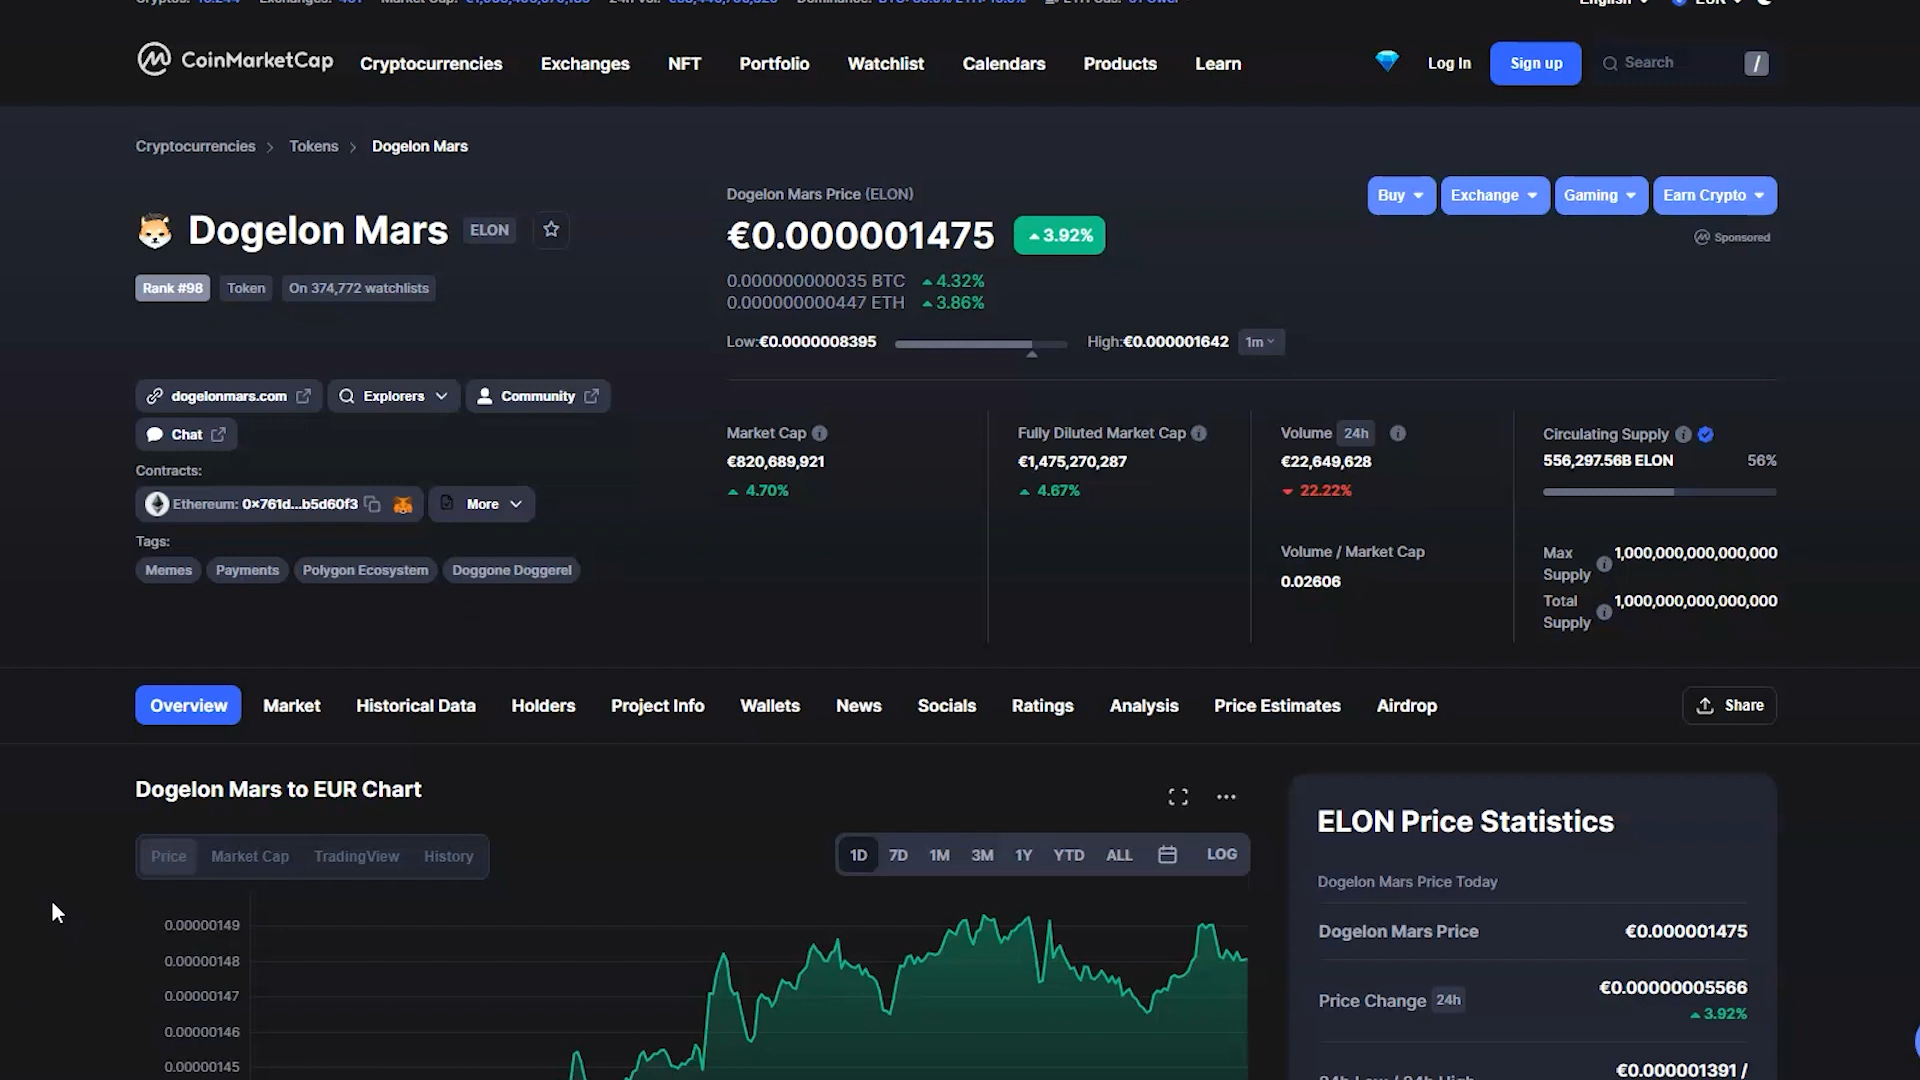 English EUR
CoinMarketCap Cryptocurrencies Exchanges NFT Portfolio Watchlist Calendars Products Learn Log In Sign up Search /
Cryptocurrencies > Tokens > Dogelon Mars
Dogelon Mars ELON
Rank #98 Token On 374,772 watchlists
dogelonmars.com Explorers Community
Chat
Contracts:
Ethereum: 0x761d...b5d60f3 More
Tags:
Memes Payments Polygon Ecosystem Doggone Doggerel
Dogelon Mars Price (ELON)
€0.000001475 3.92%
0.000000000035 BTC 4.32%
0.000000000447 ETH 3.86%
Low:€0.0000008395 High:€0.000001642 1m
Buy Exchange Gaming Earn Crypto
Sponsored
Market Cap
€820,689,921
4.70%
Fully Diluted Market Cap
€1,475,270,287
4.67%
Volume 24h
€22,649,628
22.22%
Volume / Market Cap
0.02606
Circulating Supply
556,297.56B ELON 56%
Max Supply 1,000,000,000,000,000
Total Supply 1,000,000,000,000,000
Overview Market Historical Data Holders Project Info Wallets News Socials Ratings Analysis Price Estimates Airdrop Share
Dogelon Mars to EUR Chart
Price Market Cap TradingView History
1D 7D 1M 3M 1Y YTD ALL LOG
0.00000149
0.00000148
0.00000147
0.00000146
0.00000145
ELON Price Statistics
Dogelon Mars Price Today
Dogelon Mars Price €0.000001475
Price Change 24h €0.00000005566
3.92%
24h Low / 24h High €0.000001391 /